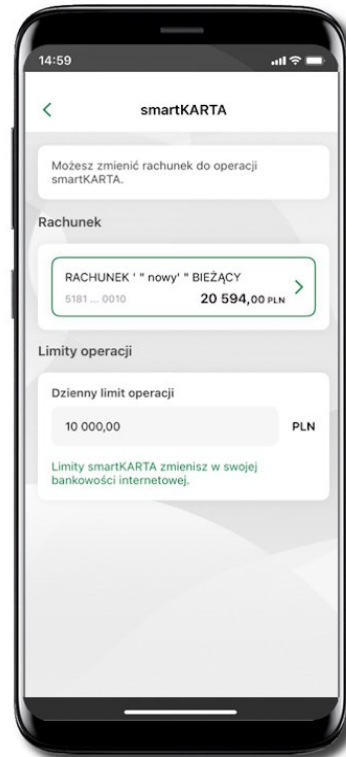 14:59
smartKARTA
Możesz zmienić rachunek do operacji
smartKARTA.
Rachunek
RACHUNEK ' " nowy' " BIEŻĄCY
5181 ... 0010 20 594,00 PLN
Limity operacji
Dzienny limit operacji
10 000,00 PLN
Limity smartKARTA zmienisz w swojej
bankowości internetowej.